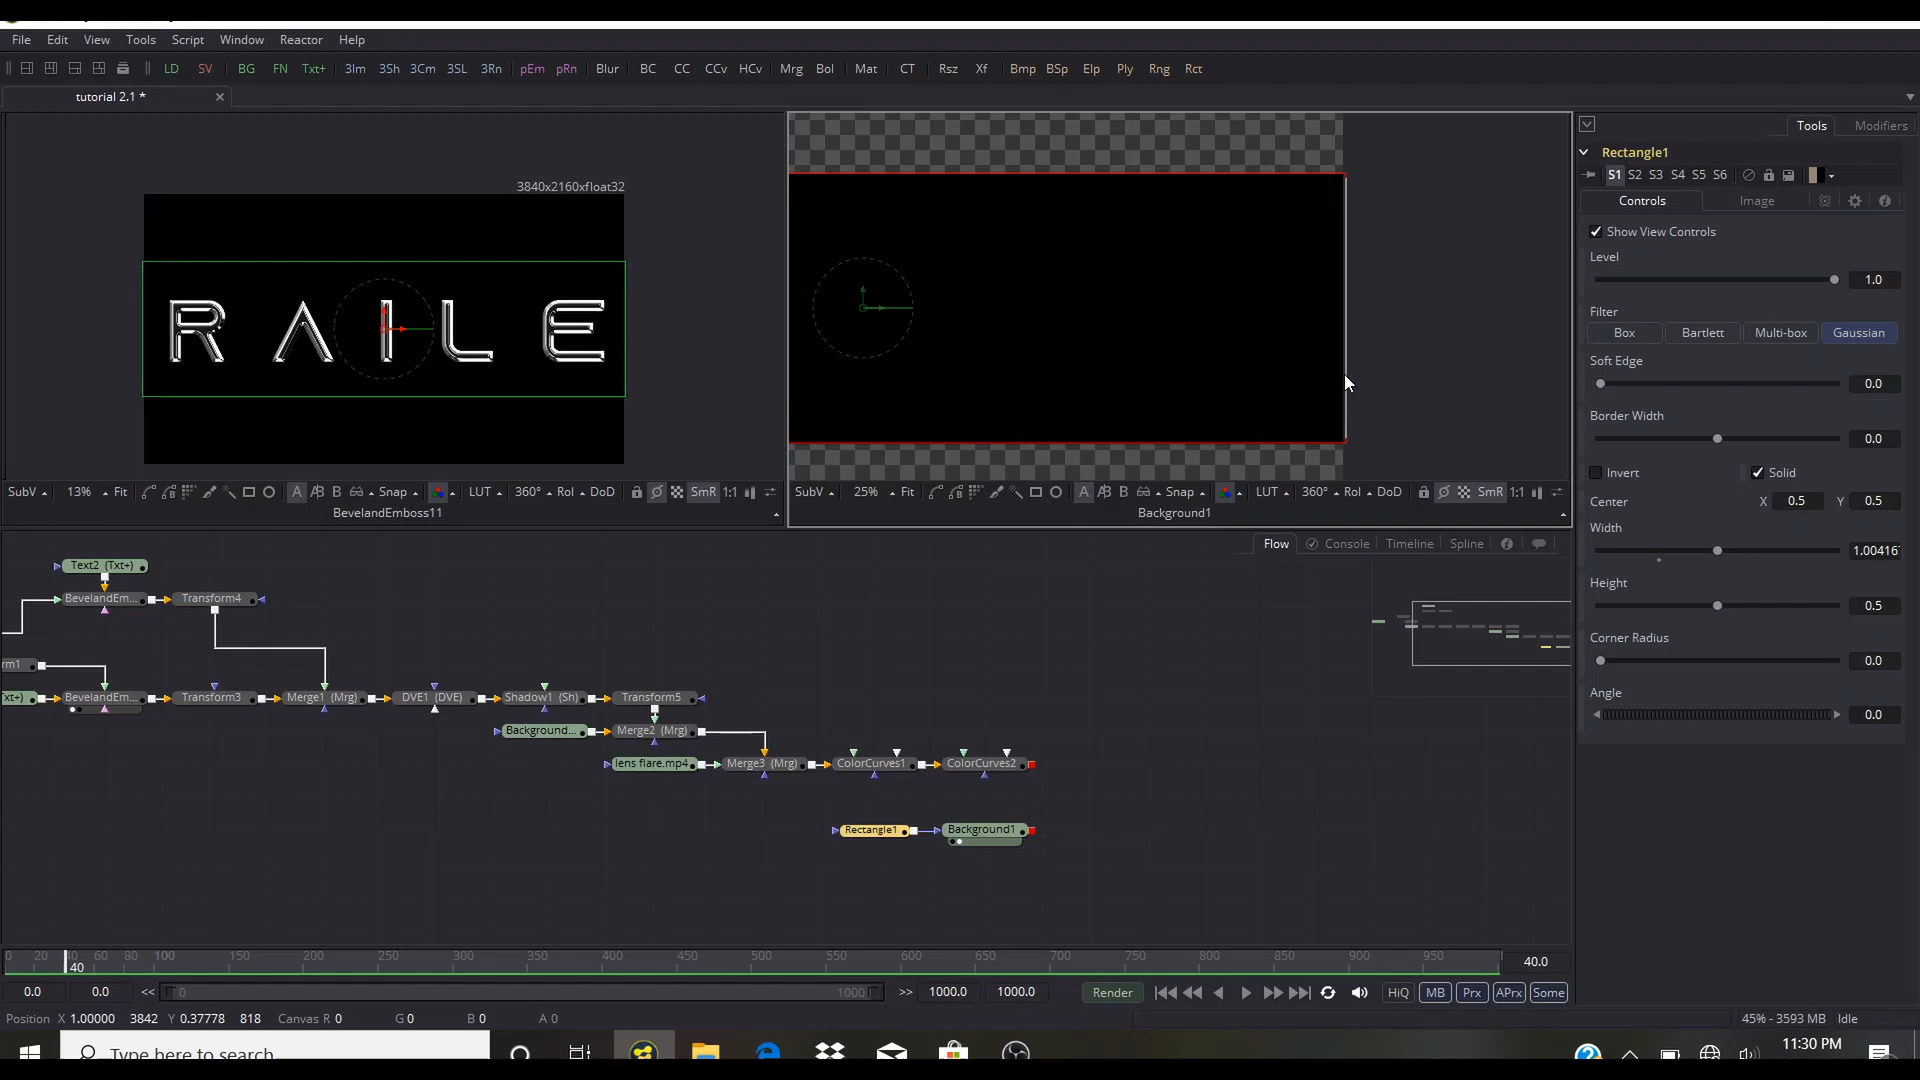 File Edit View Tools Script Window Reactor Help
LD SV BG FN Txt+ 3Im 3Sh 3Cm 3SL 3Rn pEm pRn Blur BC CC CCv HCv Mrg Bol Mat CT Rsz Xf Bmp BSp Elp Ply Rng Rct
tutorial 2.1 *
Tools Modifiers
Rectangle1
S1 S2 S3 S4 S5 S6
3840x2160xfloat32
Controls Image
Show View Controls
Level
1.0
Filter
Box Bartlett Multi-box Gaussian
RAILE
Soft Edge
0.0
Border Width
0.0
Invert Solid
SubV 13% Fit A B Snap LUT 360° RoI DoD SmR 1:1
SubV 25% Fit A B Snap LUT 360° RoI DoD SmR 1:1
Center X 0.5 Y 0.5
BevelandEmboss11
Background1
Width
1.00416
Flow Console Timeline Spline
Height
0.5
Corner Radius
0.0
Angle
0.0
Text2 (Txt+)
BevelandEm... Transform4
rm1
xt+) BevelandEm... Transform3 Merge1 (Mrg) DVE1 (DVE) Shadow1 (Sh) Transform5
Background... Merge2 (Mrg)
lens flare.mp4 Merge3 (Mrg) ColorCurves1 ColorCurves2
Rectangle1 Background1
0 20 40 60 80 100 150 200 250 300 350 400 450 500 550 600 650 700 750 800 850 900 950
40
40.0
0.0 0.0 << 0 1000 >> 1000.0 1000.0 Render HiQ MB Prx APrx Some
Position X 1.00000 3842 Y 0.37778 818 Canvas R 0 G 0 B 0 A 0
45% - 3593 MB Idle
Type here to search
11:30 PM